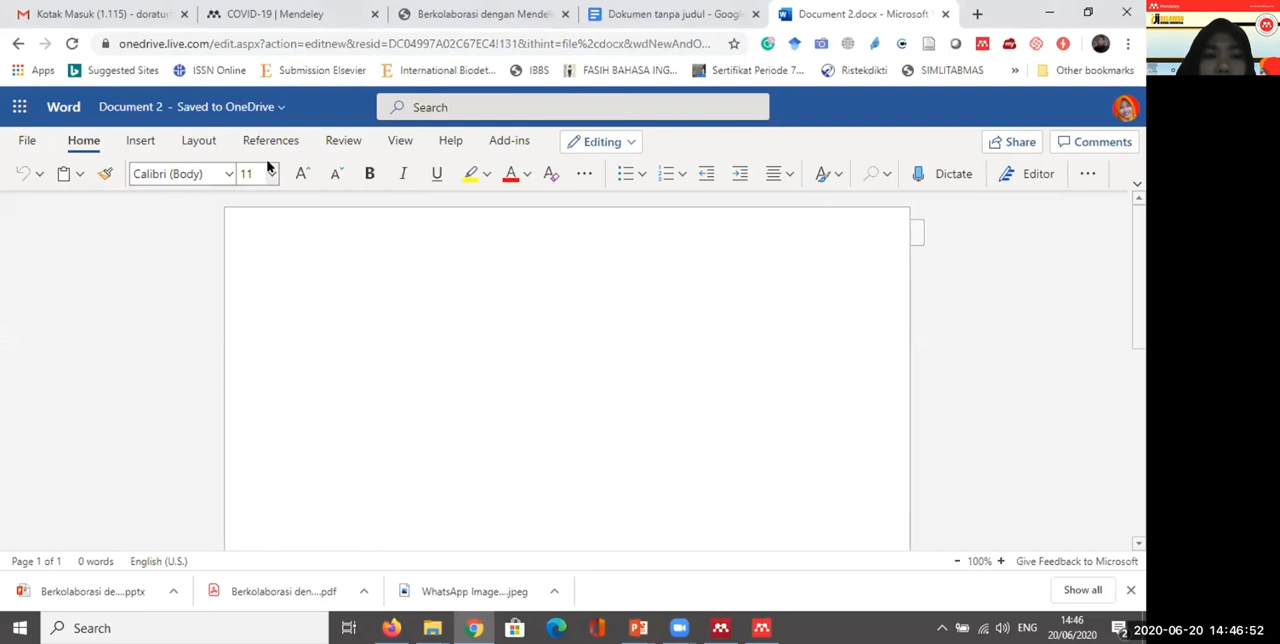 Kotak Masuk (1.115) - doratur
COVID-19 | Mendeley
Berkolaborasi dengan Mendel
Dokumen tanpa judul - Googl
Document 2.docx - Microsoft
onedrive.live.com/edit.aspx?action=editnew&resid=DC04997A02C67EC4!131&ithint=file%2cdocx&wdNewAndO...
Apps
Suggested Sites
ISSN Online
Submission Elsevier
International Biodet...
IBBS
FASIH BAHASA ING...
Sertifikat Periode 7...
Ristekdikti
SIMLITABMAS
»
Other bookmarks
Word
Document 2 - Saved to OneDrive
Search
File
Home
Insert
Layout
References
Review
View
Help
Add-ins
Editing
Share
Comments
Calibri (Body)
11
Dictate
Editor
Page 1 of 1
0 words
English (U.S.)
- 100% +
Give Feedback to Microsoft
Berkolaborasi de....pptx
Berkolaborasi den....pdf
WhatsApp Image....jpeg
Show all
Search
ENG
14:46
20/06/2020
2
2020-06-20 14:46:52